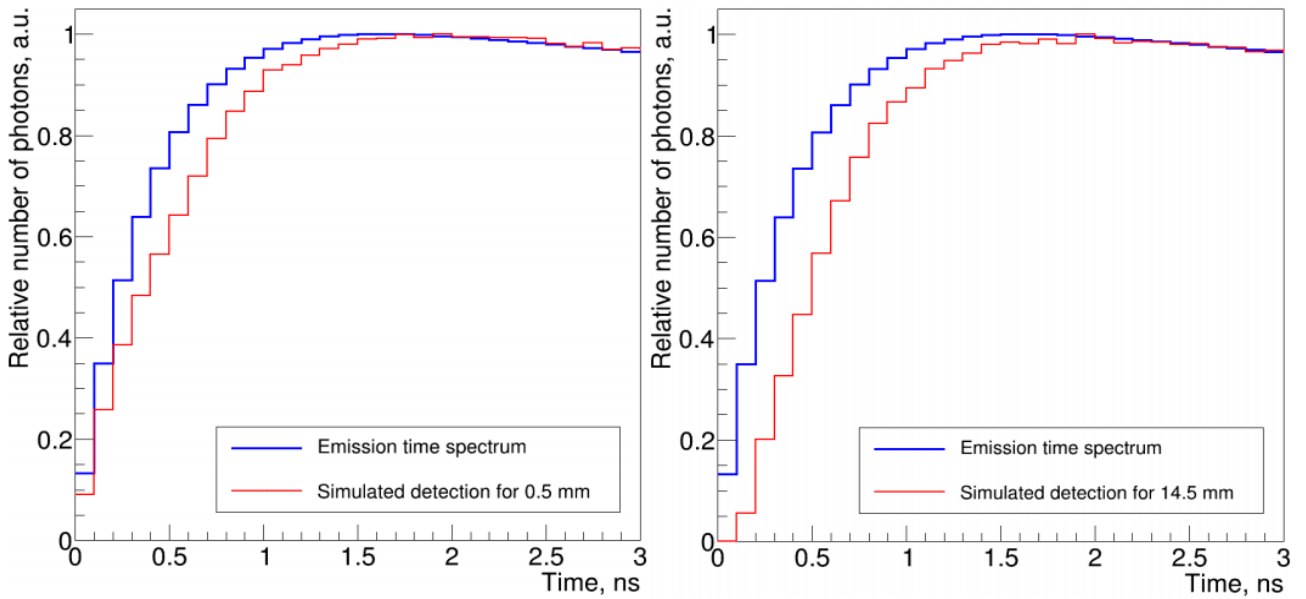 Relative number of photons, a.u.
1
0.8
0.6
0.4
0.2
0
Emission time spectrum
Simulated detection for 0.5 mm
0 0.5 1 1.5 2 2.5 3
Time, ns
Relative number of photons, a.u.
1
0.8
0.6
0.4
0.2
0
Emission time spectrum
Simulated detection for 14.5 mm
0 0.5 1 1.5 2 2.5 3
Time, ns